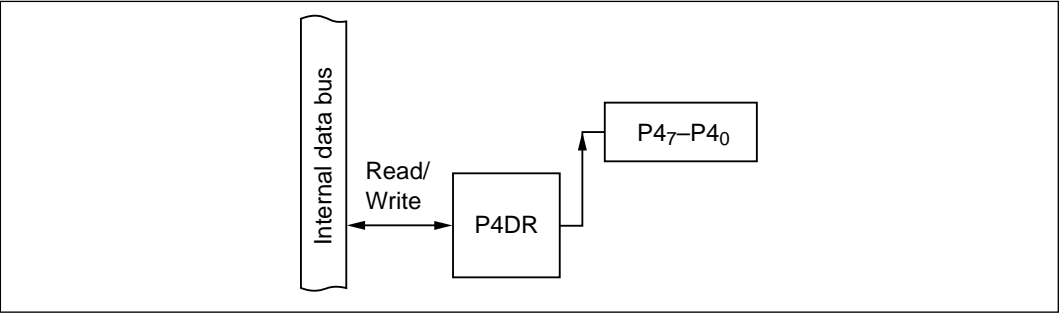 Internal data bus
Read/
Write
P4DR
P4₇–P4₀